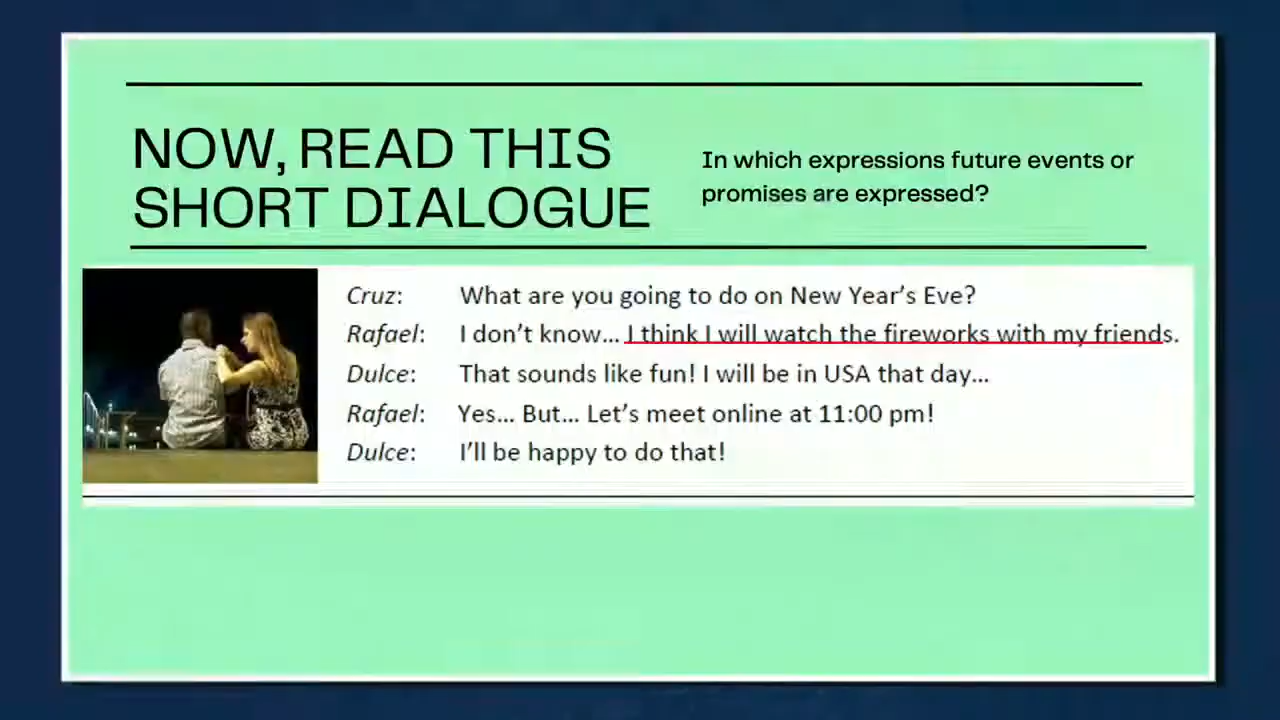 NOW, READ THIS
SHORT DIALOGUE
In which expressions future events or
promises are expressed?
Cruz: What are you going to do on New Year's Eve?
Rafael: I don't know... I think I will watch the fireworks with my friends.
Dulce: That sounds like fun! I will be in USA that day...
Rafael: Yes... But... Let's meet online at 11:00 pm!
Dulce: I'll be happy to do that!